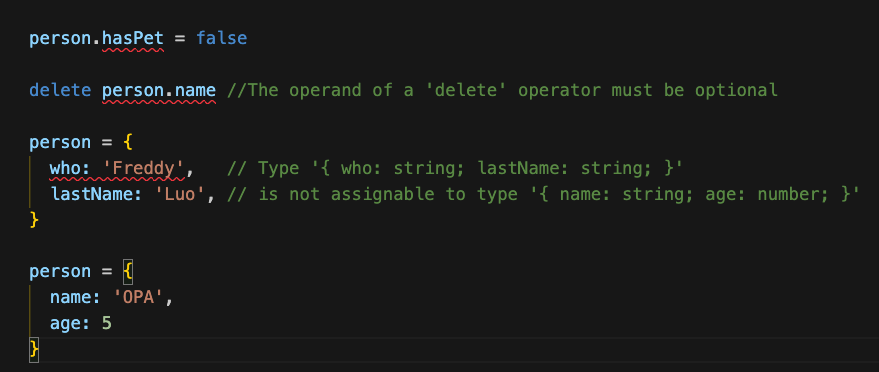 person.hasPet = false
delete person.name //The operand of a 'delete' operator must be optional
person = {
who: 'Freddy',   // Type '{ who: string; lastName: string; }'
lastName: 'Luo', // is not assignable to type '{ name: string; age: number; }'
}
person = {
name: 'OPA',
age: 5
}